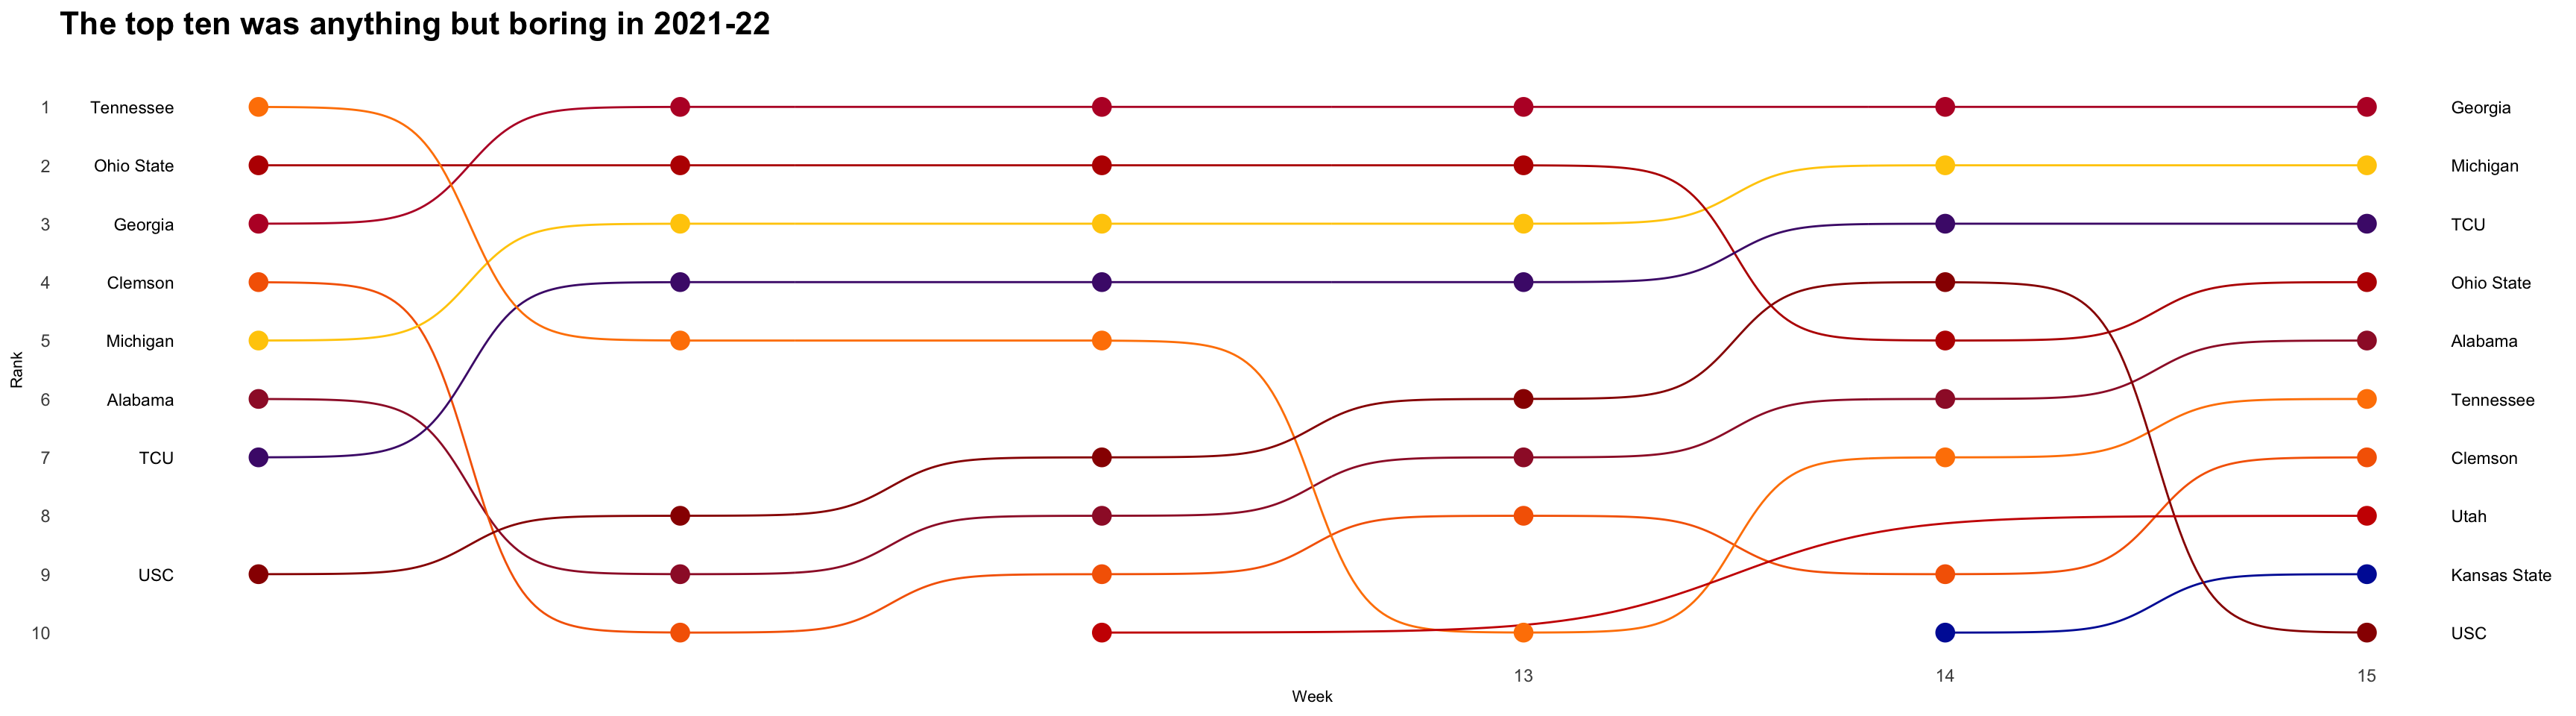 The top ten was anything but boring in 2021-22
1 Tennessee Georgia
2 Ohio State Michigan
3 Georgia TCU
4 Clemson Ohio State
5 Michigan Alabama
Rank
6 Alabama Tennessee
7 TCU Clemson
8 Utah
9 USC Kansas State
10 USC
13 14 15
Week